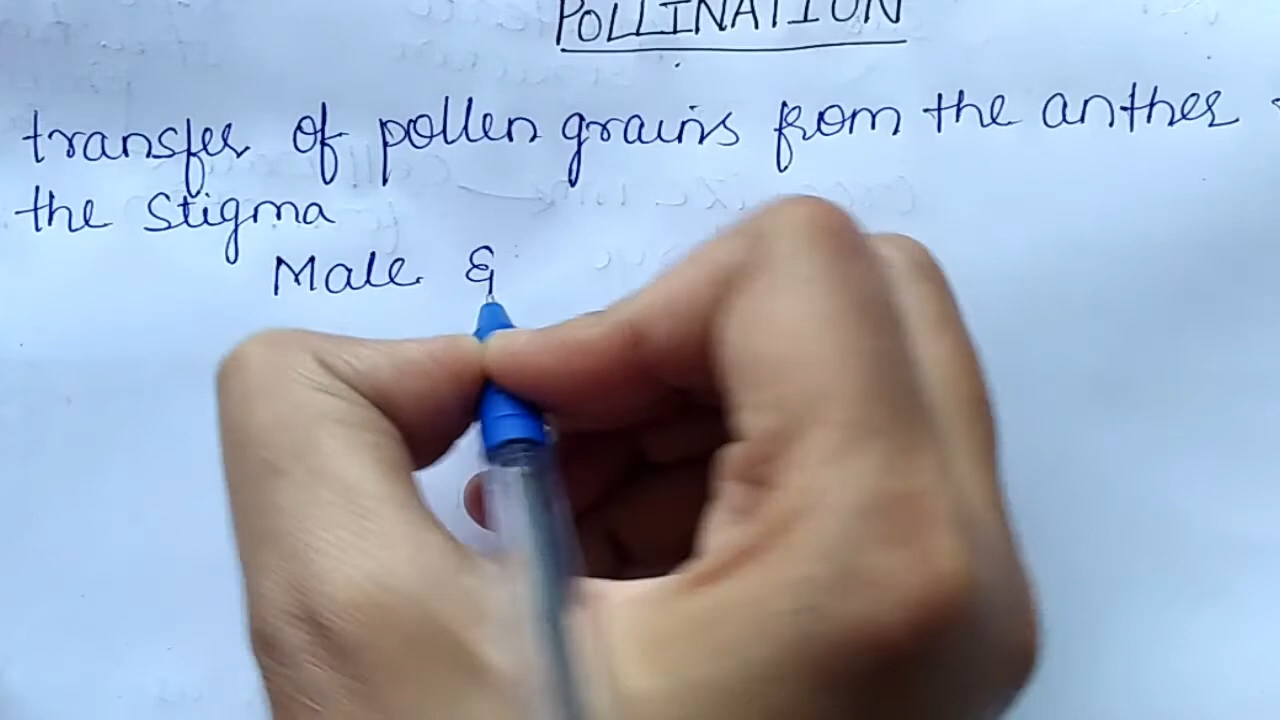 POLLINATION
transfer of pollen grains from the anther
the stigma
Male &